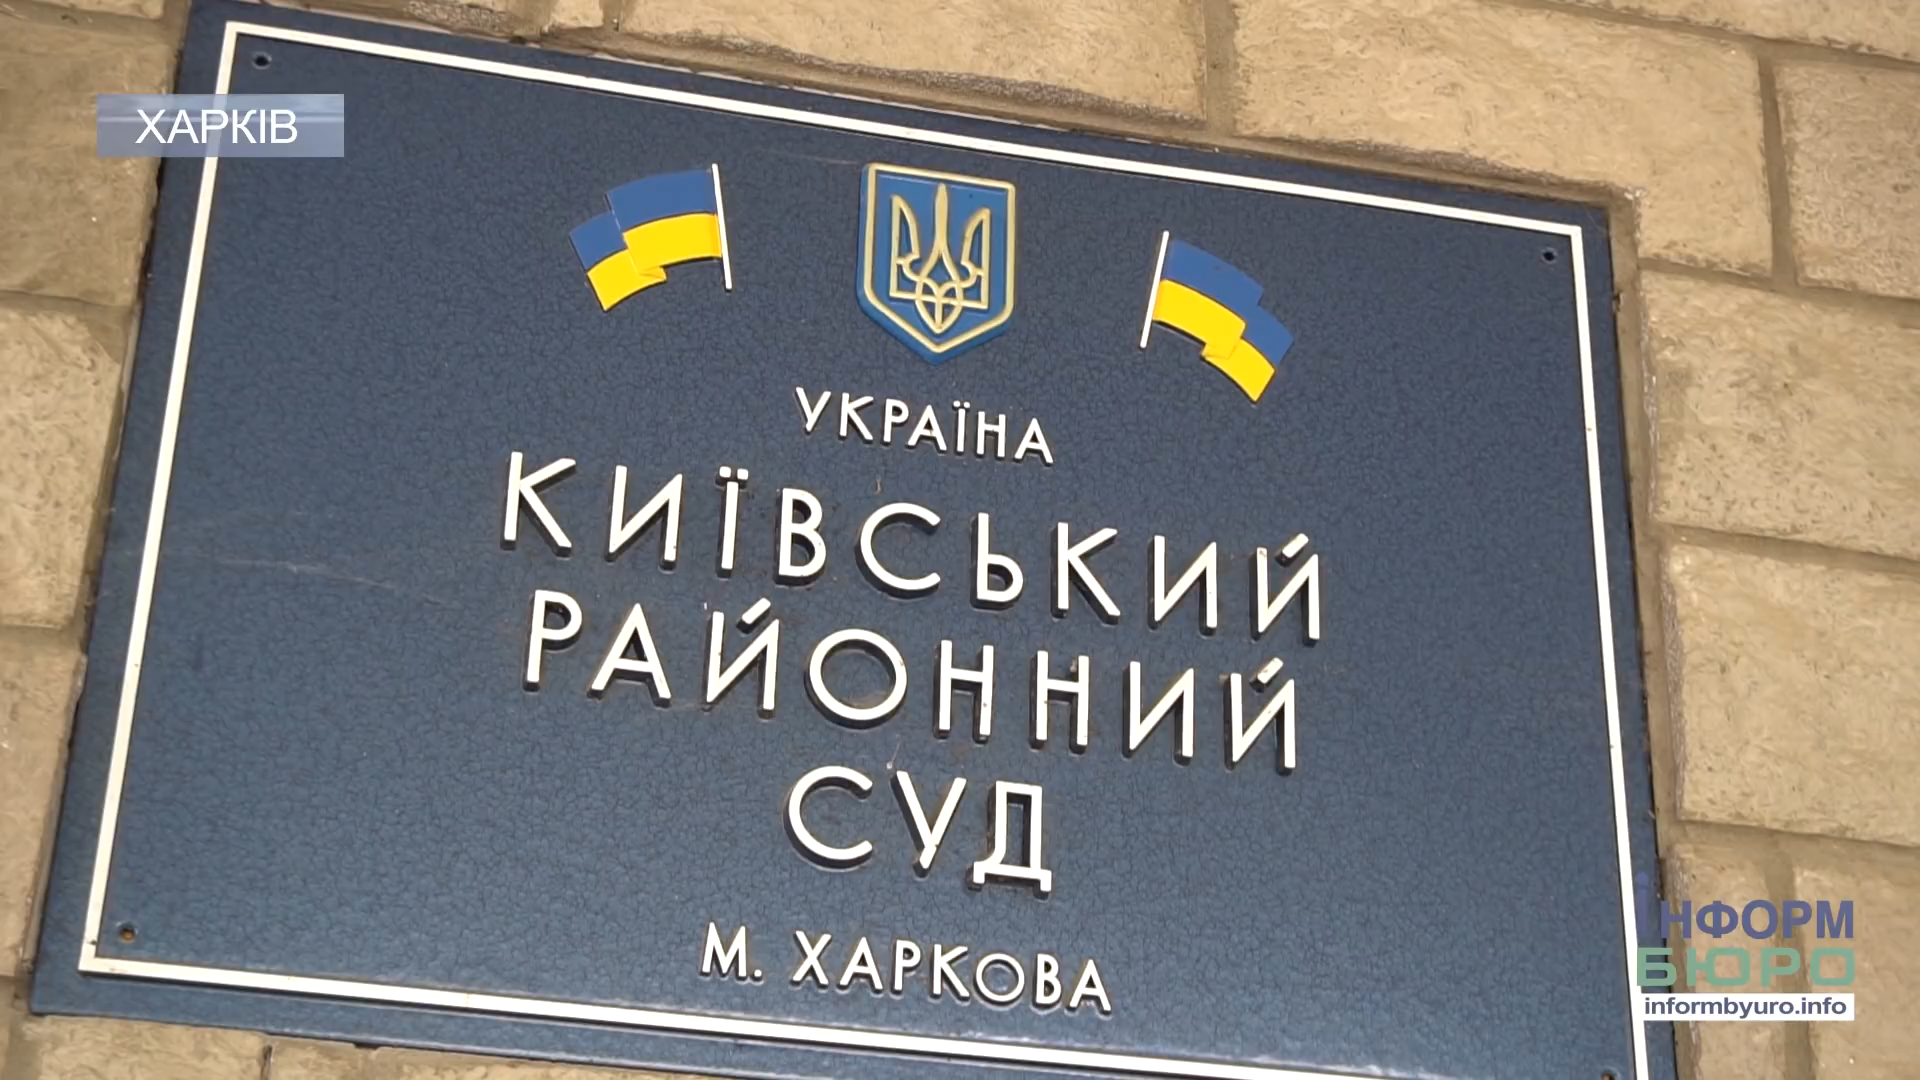 ХАРКІВ
УКРАЇНА
КИЇВСЬКИЙ
РАЙОННИЙ
СУД
М. ХАРКОВА
ІНФОРМ
БЮРО
informbyuro.info